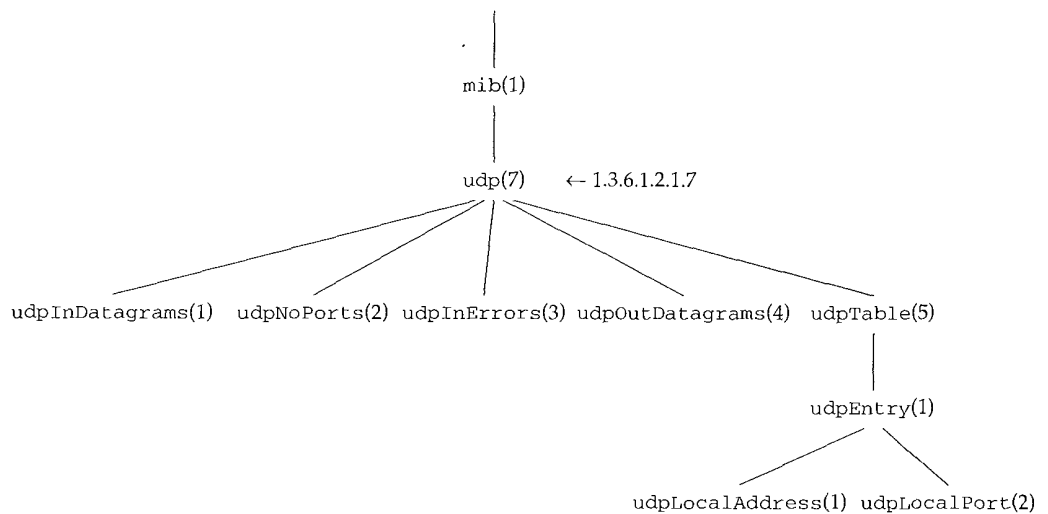 mib(1)
udp(7) ← 1.3.6.1.2.1.7
udpInDatagrams(1) udpNoPorts(2) udpInErrors(3) udpOutDatagrams(4) udpTable(5)
udpEntry(1)
udpLocalAddress(1) udpLocalPort(2)